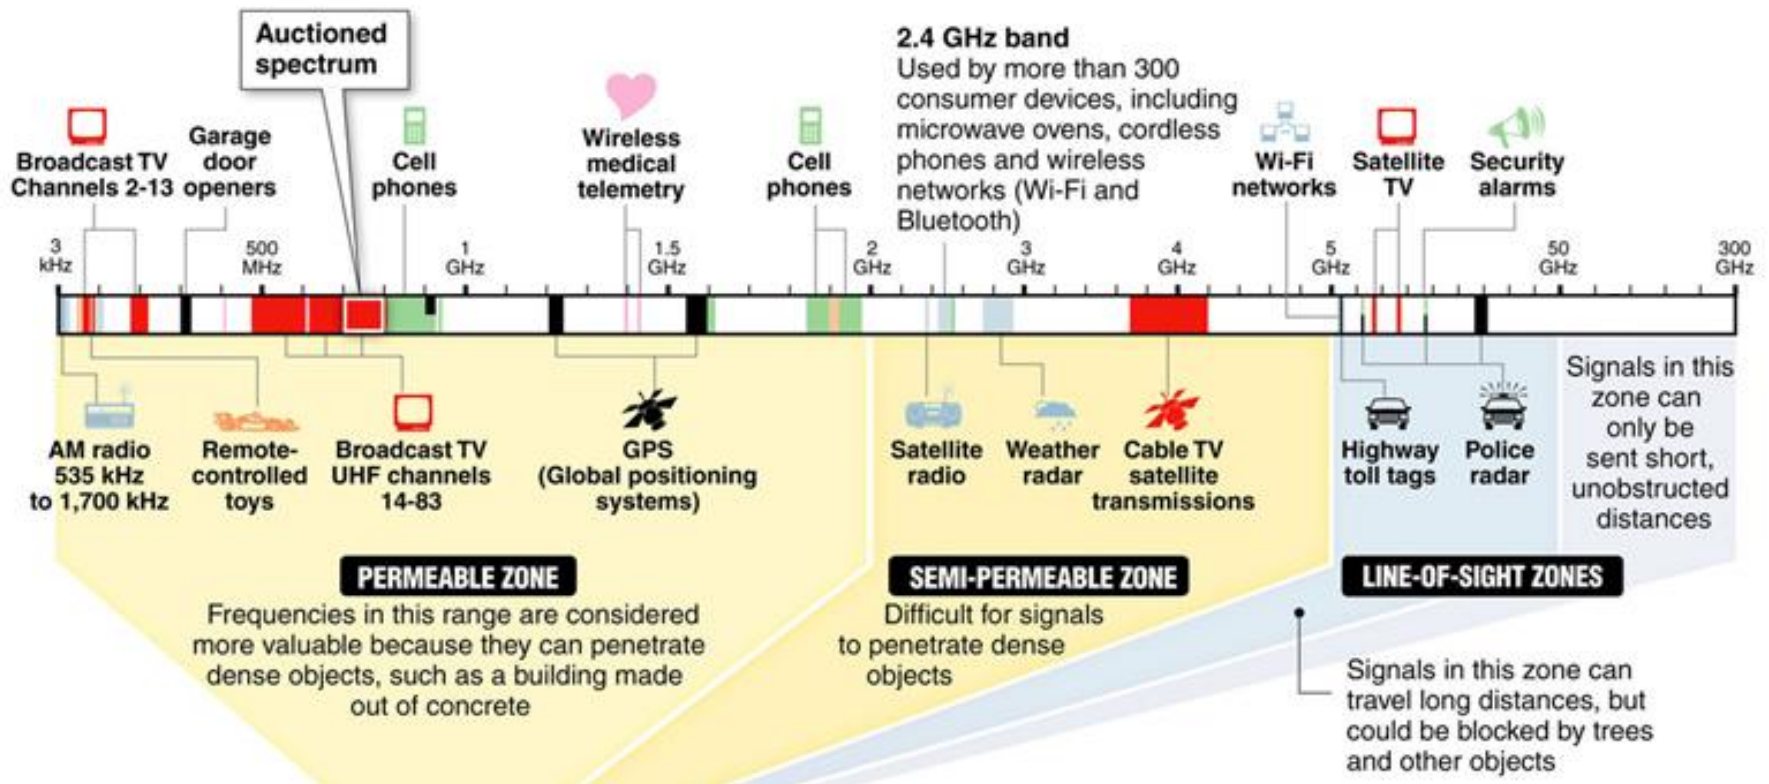 Auctioned
spectrum
Broadcast TV
Channels 2-13
Garage
door
openers
Cell
phones
Wireless
medical
telemetry
Cell
phones
2.4 GHz band
Used by more than 300
consumer devices, including
microwave ovens, cordless
phones and wireless
networks (Wi-Fi and
Bluetooth)
Wi-Fi
networks
Satellite
TV
Security
alarms
3
kHz
500
MHz
1
GHz
1.5
GHz
2
GHz
3
GHz
4
GHz
5
GHz
50
GHz
300
GHz
AM radio
535 kHz
to 1,700 kHz
Remote-
controlled
toys
Broadcast TV
UHF channels
14-83
GPS
(Global positioning
systems)
Satellite
radio
Weather
radar
Cable TV
satellite
transmissions
Highway
toll tags
Police
radar
Signals in this
zone can
only be
sent short,
unobstructed
distances
PERMEABLE ZONE
Frequencies in this range are considered
more valuable because they can penetrate
dense objects, such as a building made
out of concrete
SEMI-PERMEABLE ZONE
Difficult for signals
to penetrate dense
objects
LINE-OF-SIGHT ZONES
Signals in this zone can
travel long distances, but
could be blocked by trees
and other objects